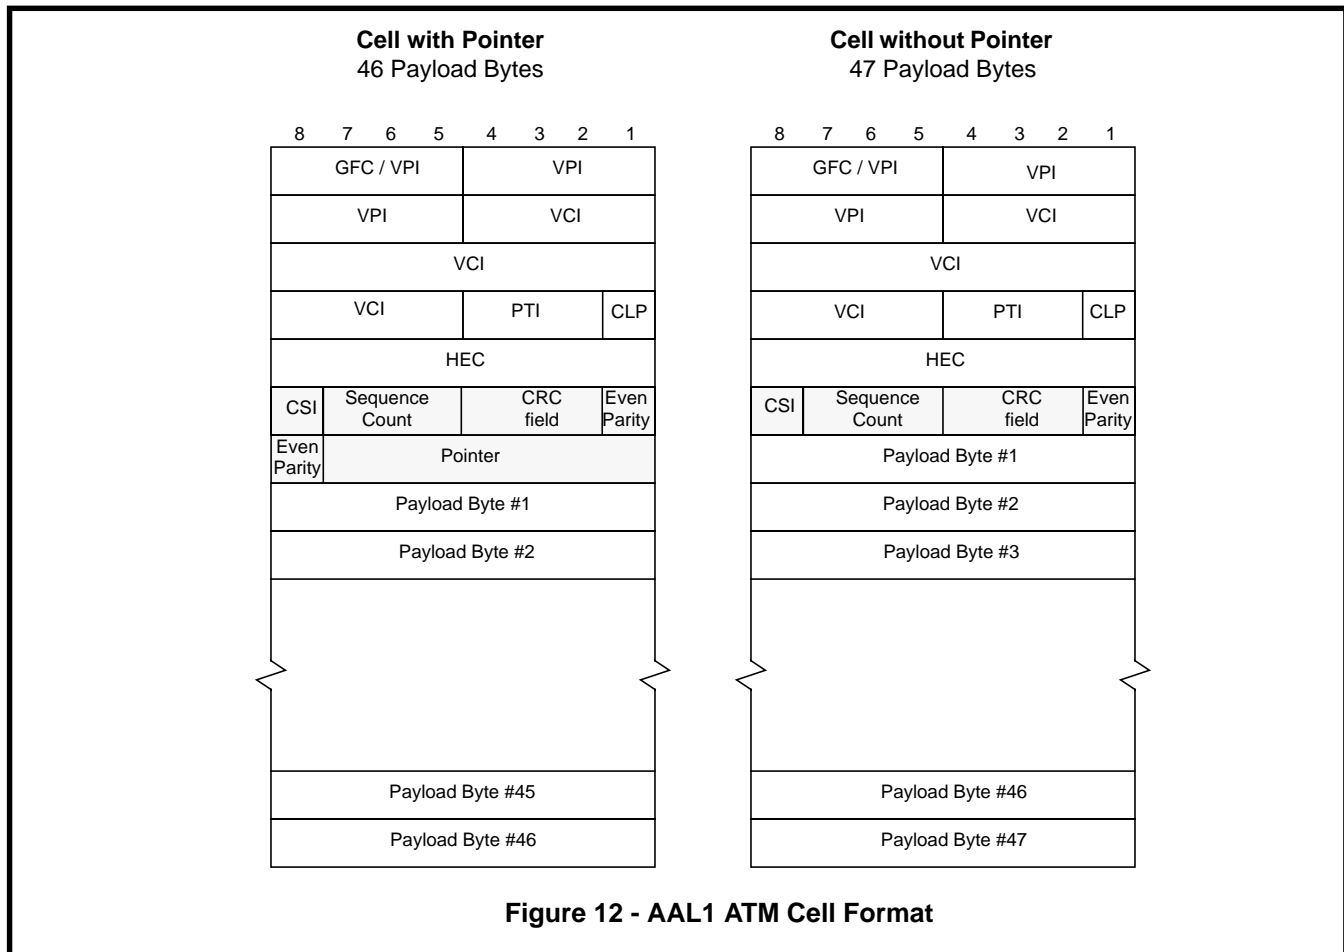 Cell with Pointer
46 Payload Bytes
8 7 6 5 4 3 2 1
GFC / VPI VPI
VPI VCI
VCI
VCI PTI CLP
HEC
CSI Sequence Count CRC field Even Parity
Even Parity Pointer
Payload Byte #1
Payload Byte #2
Payload Byte #45
Payload Byte #46
Cell without Pointer
47 Payload Bytes
8 7 6 5 4 3 2 1
GFC / VPI VPI
VPI VCI
VCI
VCI PTI CLP
HEC
CSI Sequence Count CRC field Even Parity
Payload Byte #1
Payload Byte #2
Payload Byte #3
Payload Byte #46
Payload Byte #47
Figure 12 - AAL1 ATM Cell Format